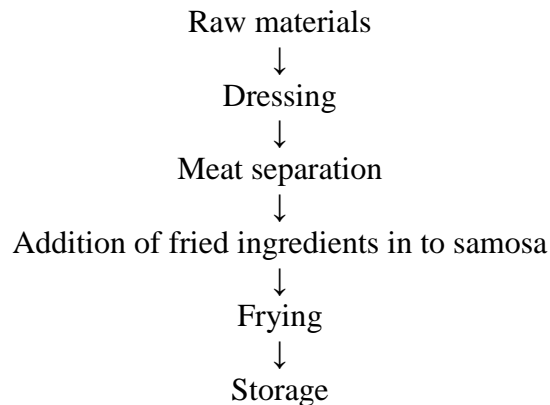 Raw materials
↓
Dressing
↓
Meat separation
↓
Addition of fried ingredients in to samosa
↓
Frying
↓
Storage